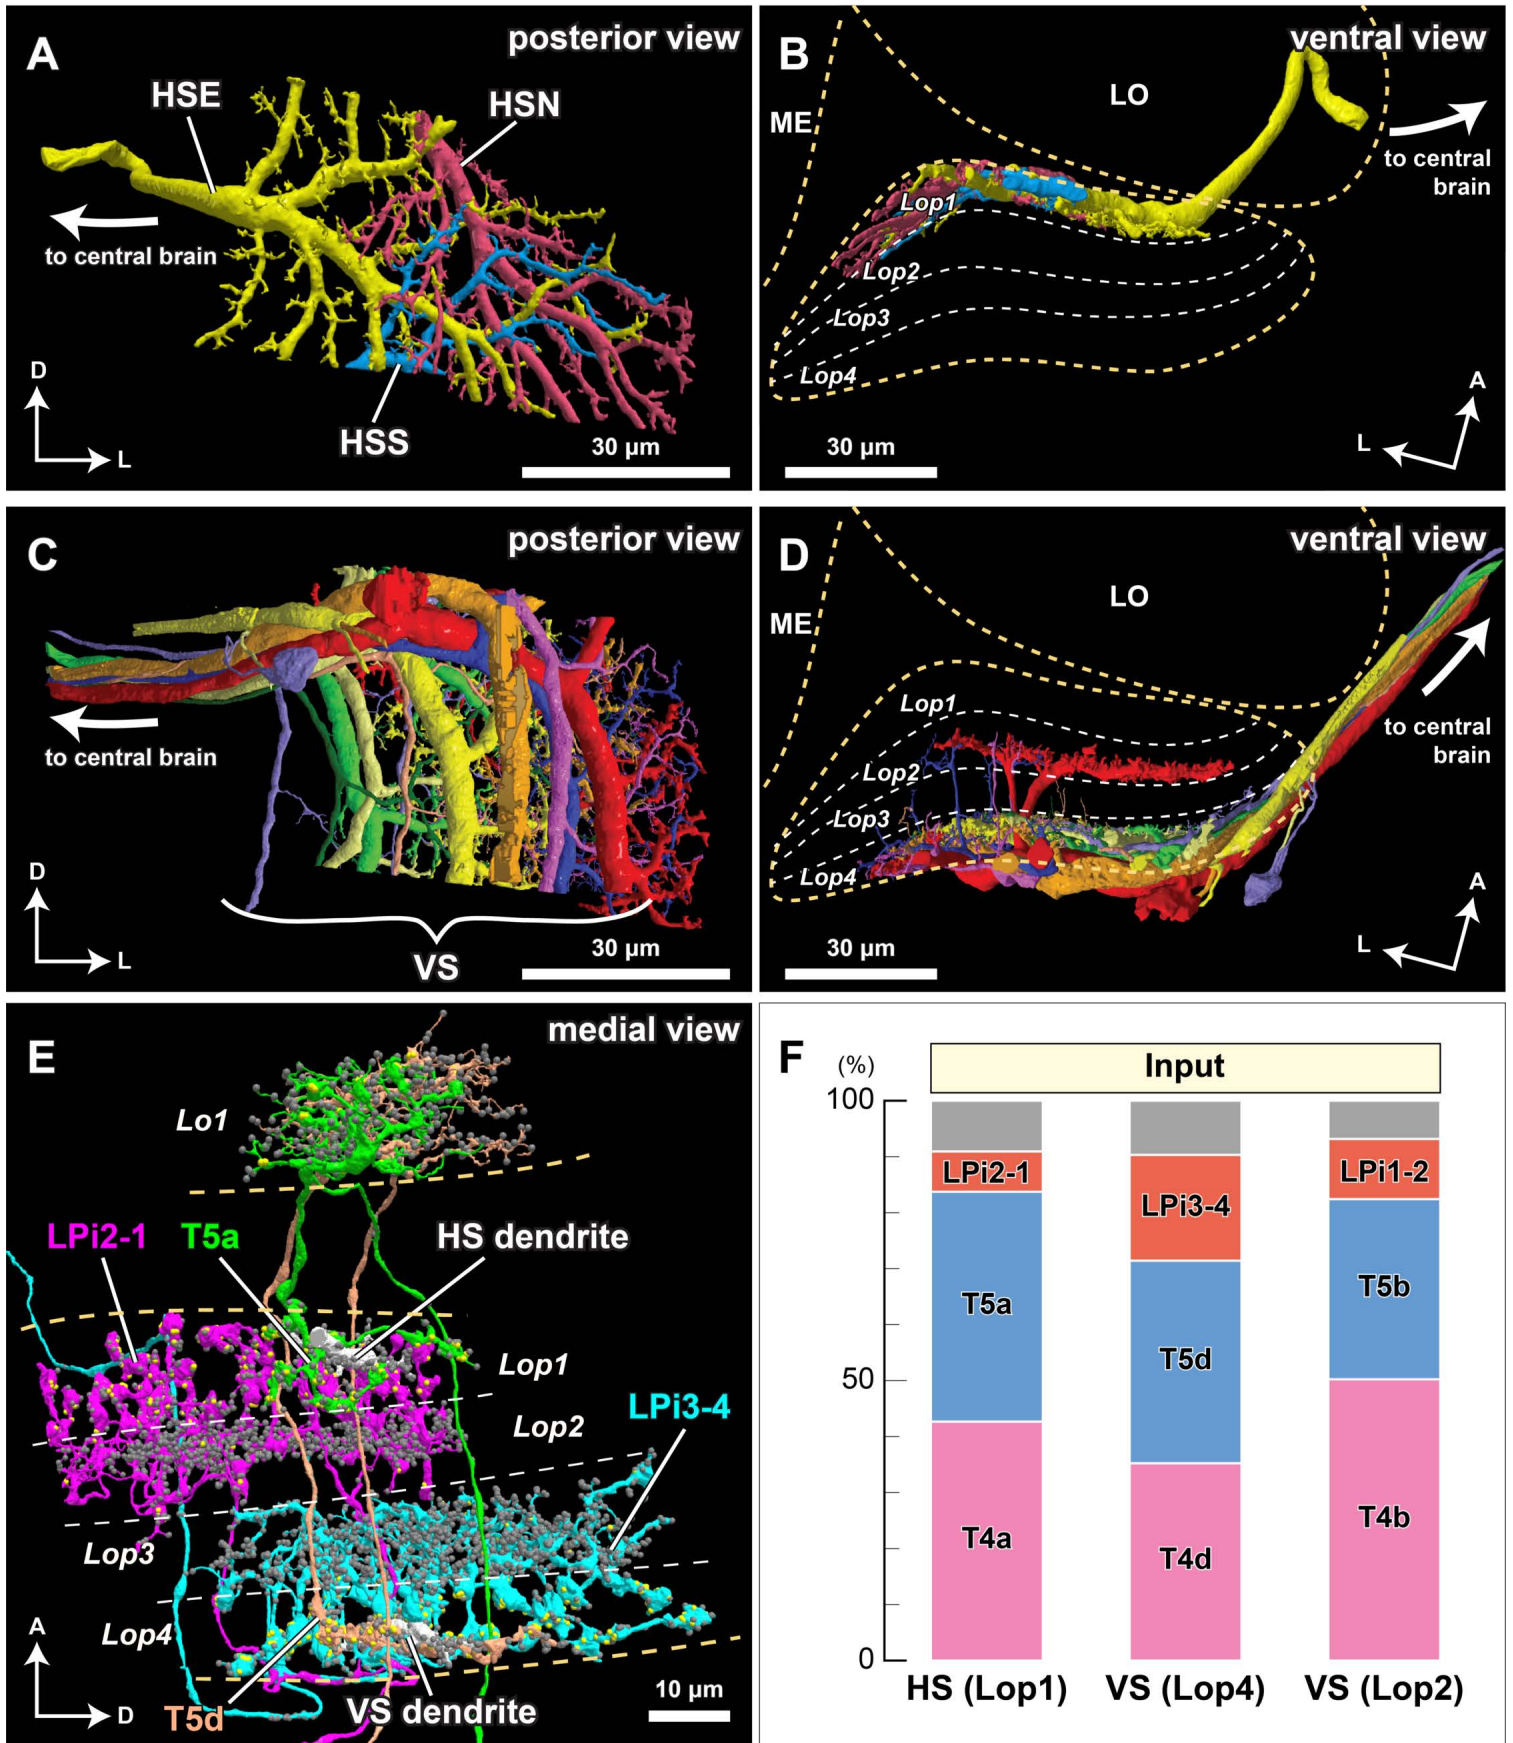 A
posterior view
HSE
HSN
to central brain
HSS
D
L
30 µm
B
ventral view
LO
ME
to central
brain
Lop1
Lop2
Lop3
Lop4
30 µm
A
L
C
posterior view
to central brain
D
L
VS
30 µm
D
ventral view
LO
ME
to central
brain
Lop1
Lop2
Lop3
Lop4
30 µm
A
L
E
medial view
Lo1
LPi2-1
T5a
HS dendrite
Lop1
Lop2
LPi3-4
Lop3
Lop4
A
D
T5d
VS dendrite
10 µm
F
(%)
Input
100
50
0
LPi2-1
T5a
T4a
LPi3-4
T5d
T4d
LPi1-2
T5b
T4b
HS (Lop1)
VS (Lop4)
VS (Lop2)